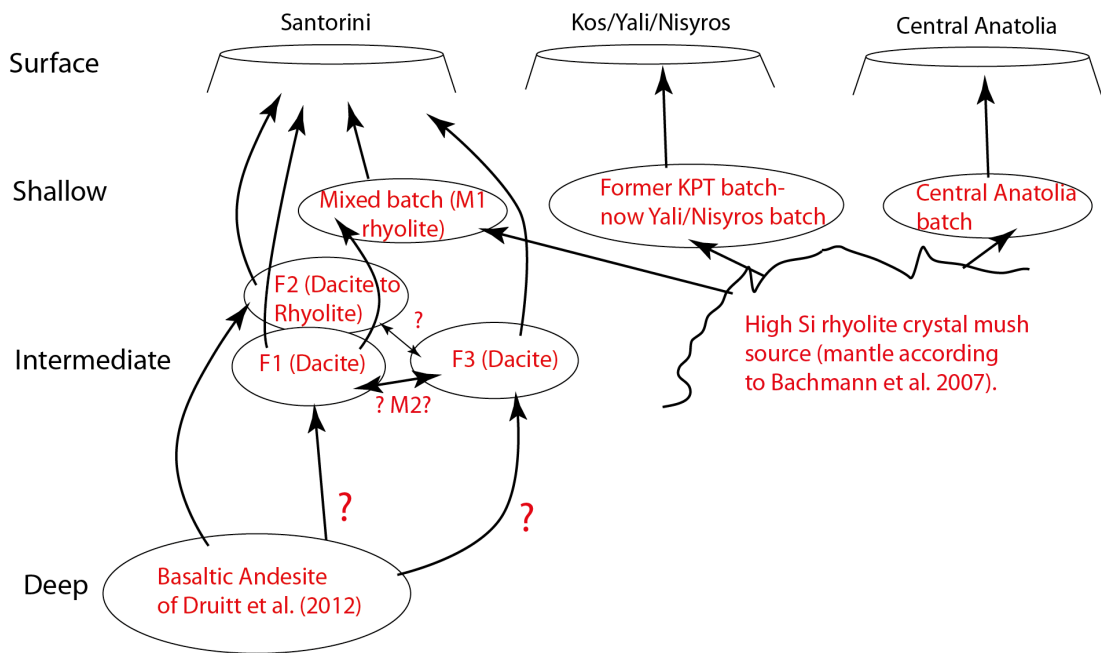 Santorini
Kos/Yali/Nisyros
Central Anatolia
Surface
Shallow
Mixed batch (M1
rhyolite)
Former KPT batch-
now Yali/Nisyros batch
Central Anatolia
batch
F2 (Dacite to
Rhyolite)
?
High Si rhyolite crystal mush
source (mantle according
to Bachmann et al. 2007).
Intermediate
F1 (Dacite)
F3 (Dacite)
? M2?
?
?
Deep
Basaltic Andesite
of Druitt et al. (2012)